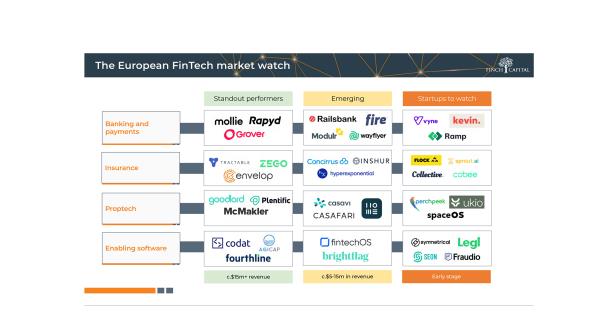 The European FinTech market watch
FINCH CAPITAL
Standout performers
Emerging
Startups to watch
Banking and
payments
mollie Rapyd
Grover
Railsbank fire
Modulr wayflyer
vyne kevin.
Ramp
Insurance
TRACTABLE ZEGO
envelop
Concirrus INSHUR
hyperexponential
FLOCK sprout.ai
Collective. cabee
Proptech
goodlord Plentific
McMakler
casavi
CASAFARI
HOME
perchpeek ukio
spaceOS
Enabling software
codat AGICAP
fourthline
fintechOS
brightflag
symmetrical Legl
SEON Fraudio
c.$15m+ revenue
c.$5-15m in revenue
Early stage